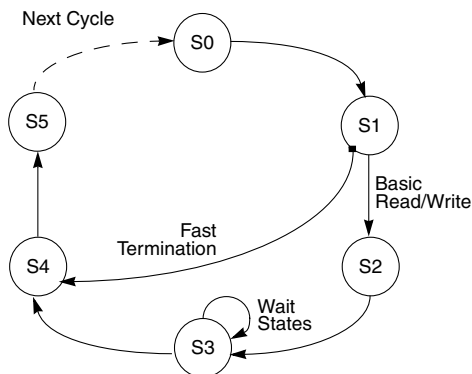 Next Cycle
S0
S5
S1
Basic
Read/Write
Fast
Termination
S4
S2
Wait
States
S3